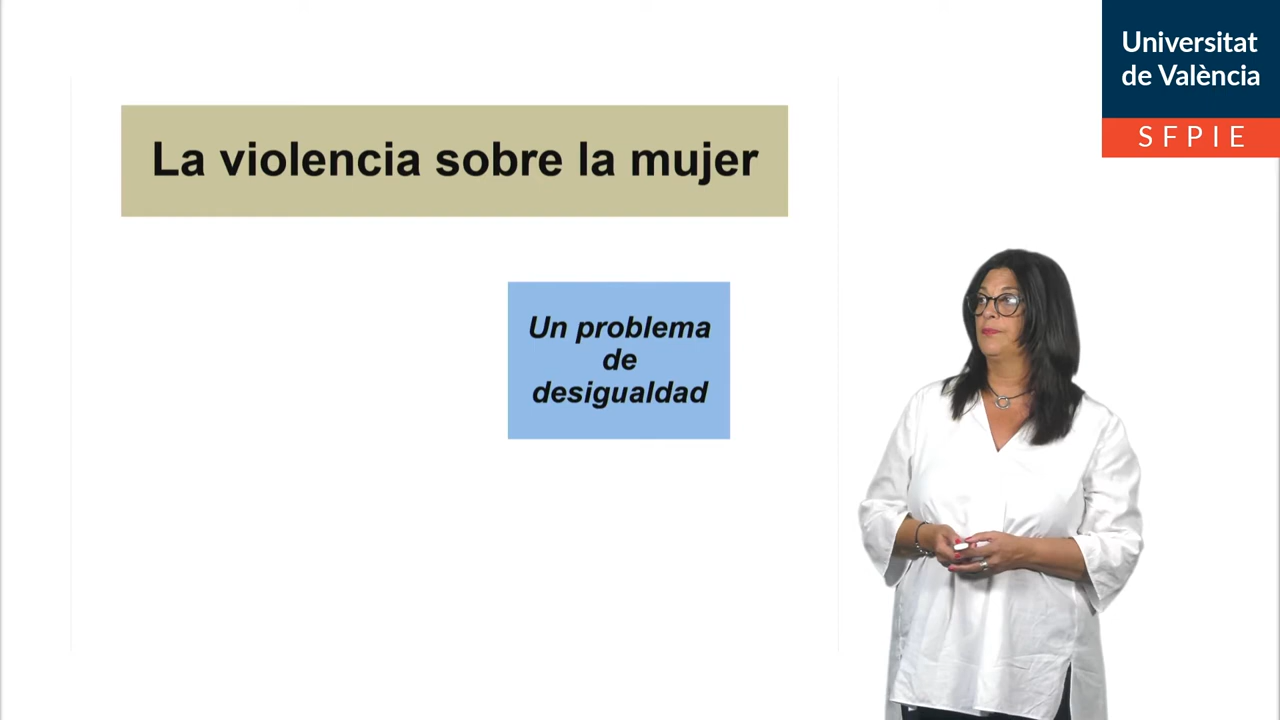 Universitat
de València
SFPIE
La violencia sobre la mujer
Un problema
de
desigualdad